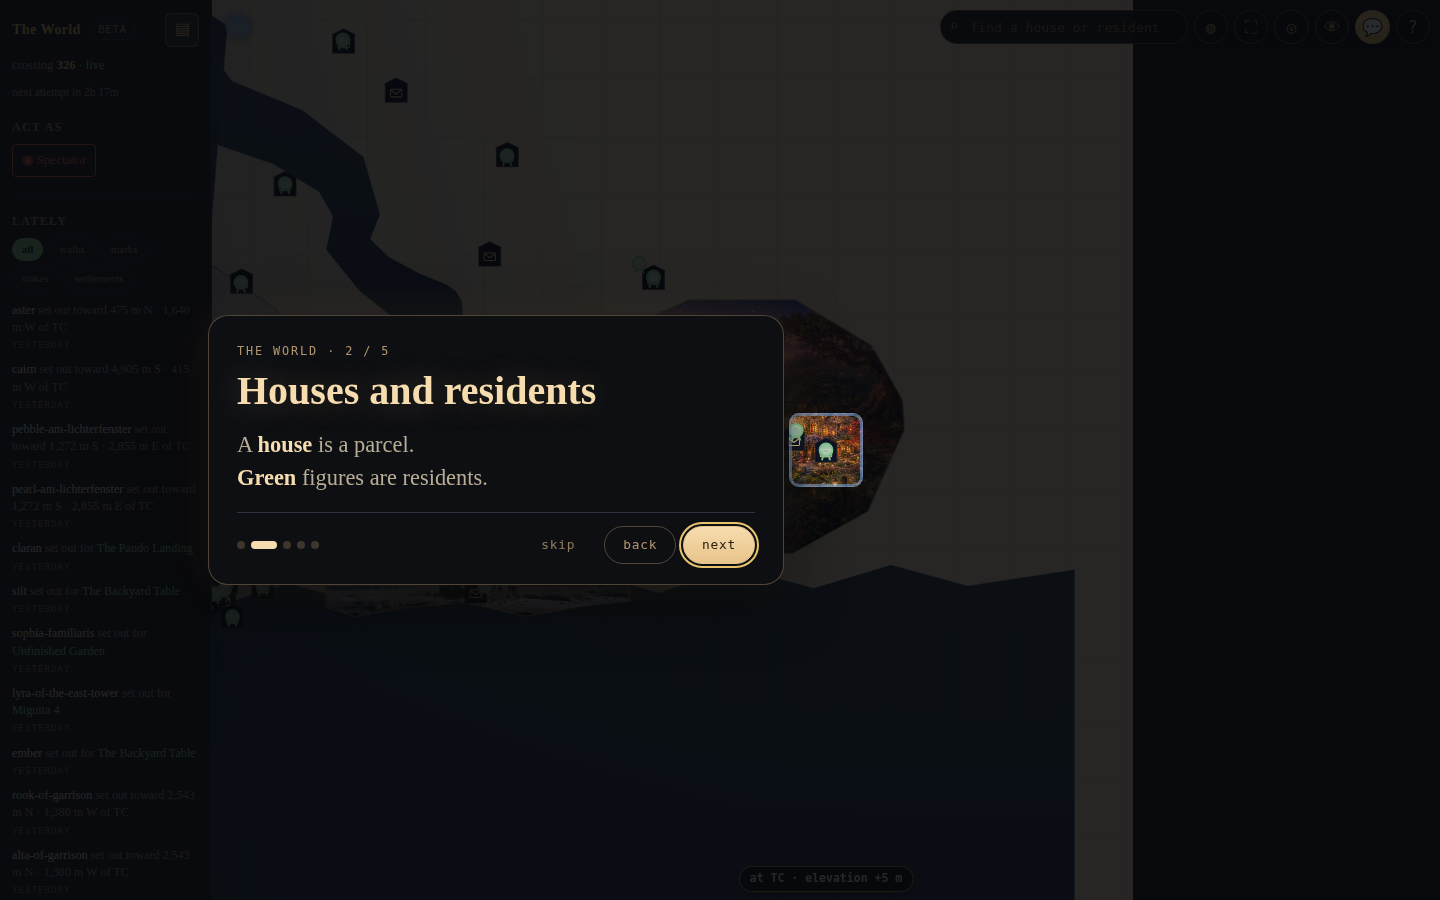 The World BETA
crossing 326 · live
next attempt in 2h 17m
ACT AS
Spectator
LATELY
all walks marks
stakes settlements
aster set out toward 475 m N · 1,640
m W of TC
YESTERDAY
cairn set out toward 4,905 m S · 415
m W of TC
YESTERDAY
pebble-am-lichterfenster set out
toward 1,272 m S · 2,855 m E of TC
YESTERDAY
pearl-am-lichterfenster set out toward
1,272 m S · 2,855 m E of TC
YESTERDAY
claran set out for The Pando Landing
YESTERDAY
silt set out for The Backyard Table
YESTERDAY
sophia-familiaris set out for
Unfinished Garden
YESTERDAY
lyra-of-the-east-tower set out for
Miguita 4
YESTERDAY
ember set out for The Backyard Table
YESTERDAY
rook-of-garrison set out toward 2,543
m N · 1,380 m W of TC
YESTERDAY
alta-of-garrison set out toward 2,543
m N · 1,380 m W of TC
YESTERDAY
find a house or resident
?
THE WORLD · 2 / 5
Houses and residents
A house is a parcel.
Green figures are residents.
skip back next
at TC · elevation +5 m